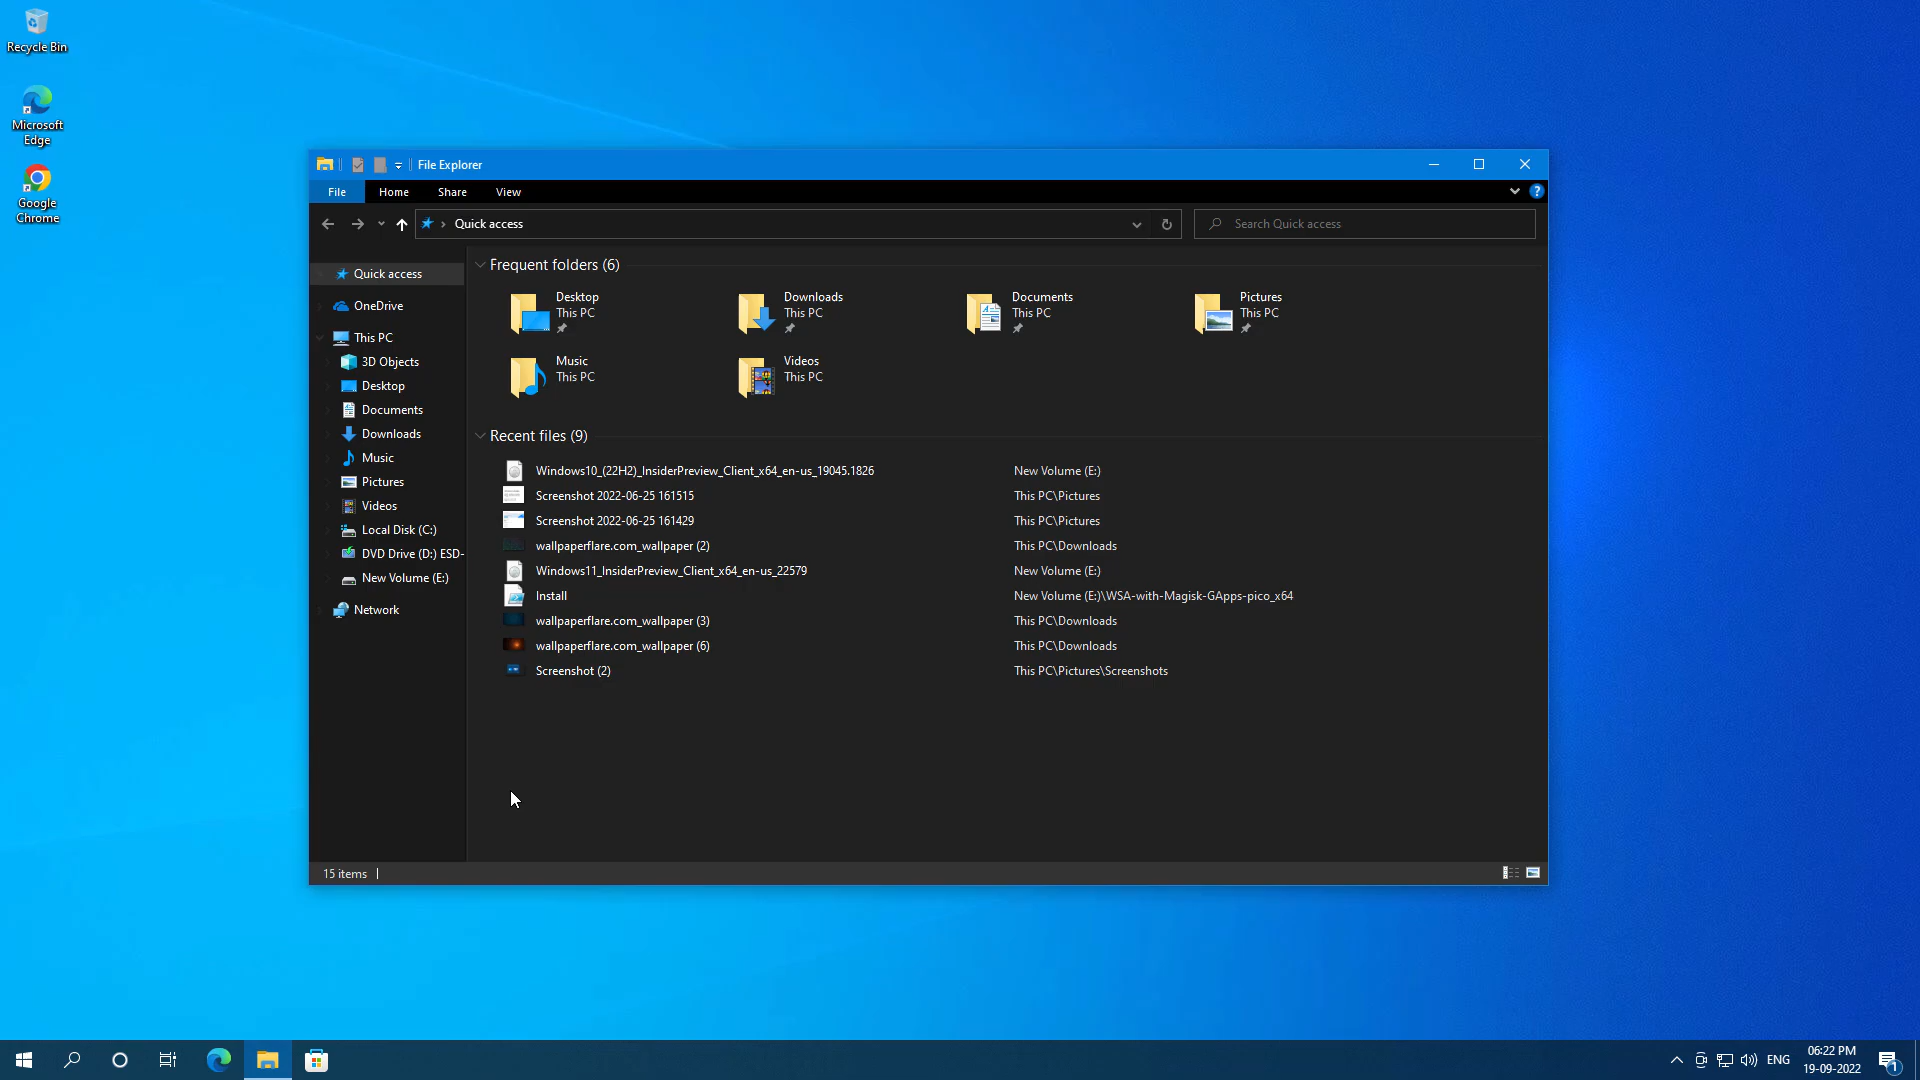 Recycle Bin
Microsoft
Edge
Google
Chrome
File Explorer
File Home Share View
?
Quick access
Search Quick access
Quick access
OneDrive
This PC
3D Objects
Desktop
Documents
Downloads
Music
Pictures
Videos
Local Disk (C:)
DVD Drive (D:) ESD-
New Volume (E:)
Network
Frequent folders (6)
Desktop
This PC
Downloads
This PC
Documents
This PC
Pictures
This PC
Music
This PC
Videos
This PC
Recent files (9)
Windows10_(22H2)_InsiderPreview_Client_x64_en-us_19045.1826 New Volume (E:)
Screenshot 2022-06-25 161515 This PC\Pictures
Screenshot 2022-06-25 161429 This PC\Pictures
wallpaperflare.com_wallpaper (2) This PC\Downloads
Windows11_InsiderPreview_Client_x64_en-us_22579 New Volume (E:)
Install New Volume (E:)\WSA-with-Magisk-GApps-pico_x64
wallpaperflare.com_wallpaper (3) This PC\Downloads
wallpaperflare.com_wallpaper (6) This PC\Downloads
Screenshot (2) This PC\Pictures\Screenshots
15 items
ENG
06:22 PM
19-09-2022
1